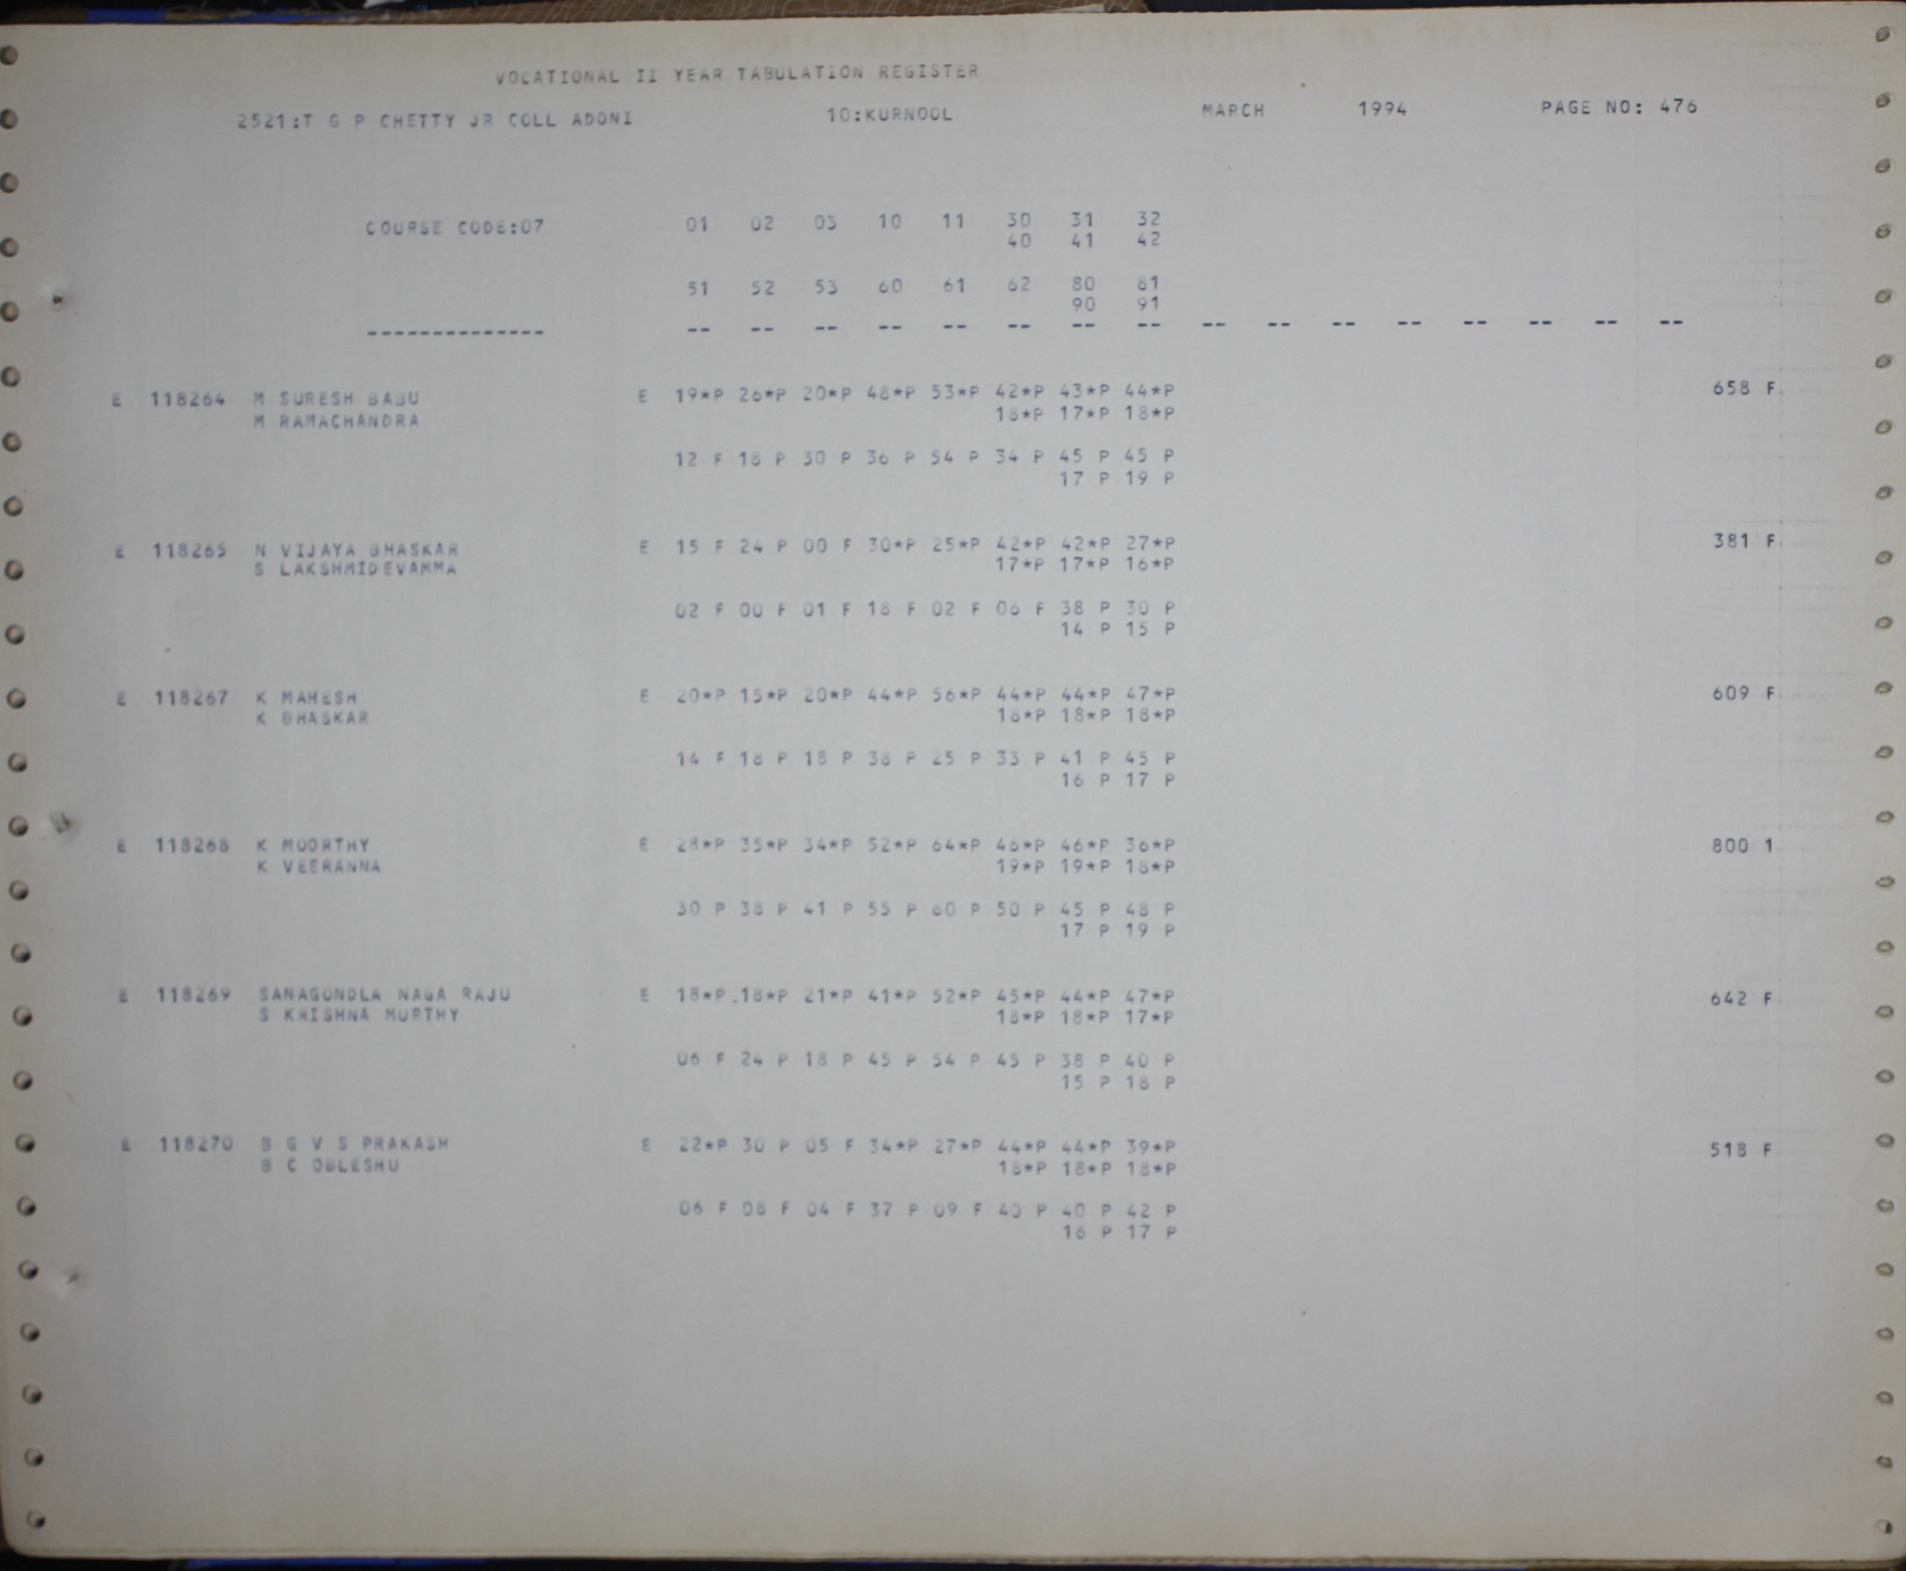 VOCATIONAL II YEAR TABULATION REGISTER
2521:T G P CHETTY JR COLL ADONI 10:KURNOOL MARCH 1994 PAGE NO: 476
COURSE CODE:07 01 02 03 10 11 30 31 32
40 41 42
51 52 53 60 61 62 80 81
90 91
-------------- -- -- -- -- -- -- -- -- -- -- -- -- -- -- -- --
E 118264 M SURESH BABU E 19*P 26*P 20*P 48*P 53*P 42*P 43*P 44*P 658 F
M RAMACHANDRA 18*P 17*P 18*P
12 F 18 P 30 P 36 P 54 P 34 P 45 P 45 P
17 P 19 P
E 118265 N VIJAYA BHASKAR E 15 F 24 P 00 F 30*P 25*P 42*P 42*P 27*P 381 F
S LAKSHMIDEVAMMA 17*P 17*P 16*P
02 F 00 F 01 F 18 F 02 F 06 F 38 P 30 P
14 P 15 P
E 118267 K MAHESH E 20*P 15*P 20*P 44*P 56*P 44*P 44*P 47*P 609 F
K BHASKAR 18*P 18*P 18*P
14 F 18 P 18 P 38 P 25 P 33 P 41 P 45 P
16 P 17 P
E 118268 K MOORTHY E 28*P 35*P 34*P 52*P 64*P 46*P 46*P 36*P 800 1
K VEERANNA 19*P 19*P 18*P
30 P 38 P 41 P 55 P 60 P 50 P 45 P 48 P
17 P 19 P
E 118269 SANAGONDLA NAGA RAJU E 18*P 18*P 21*P 41*P 52*P 45*P 44*P 47*P 642 F
S KRISHNA MURTHY 18*P 18*P 17*P
06 F 24 P 18 P 45 P 54 P 45 P 38 P 40 P
15 P 18 P
E 118270 B G V S PRAKASH E 22*P 30 P 05 F 34*P 27*P 44*P 44*P 39*P 518 F
B C OBLESHU 18*P 18*P 18*P
06 F 08 F 04 F 37 P 09 F 40 P 40 P 42 P
16 P 17 P